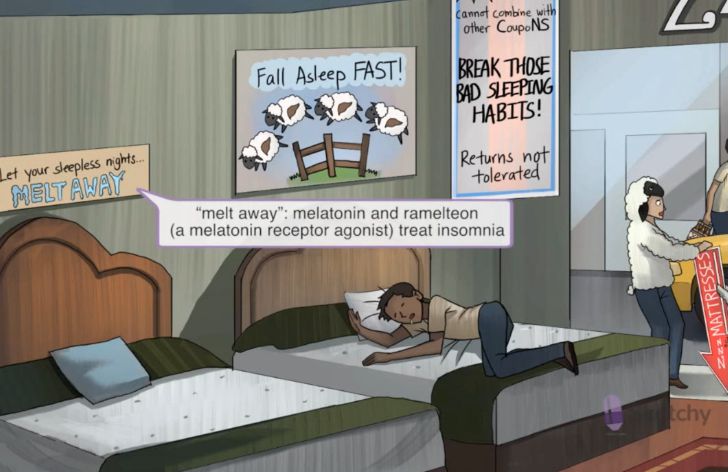 cannot combine with
other CoupoNS
Fall Asleep FAST!
BREAK THOSE
BAD SLEEPING
HABITS!
Returns not
tolerated
Let your sleepless nights...
MELT AWAY
"melt away": melatonin and ramelteon
(a melatonin receptor agonist) treat insomnia
ZZZ MATTRESSES